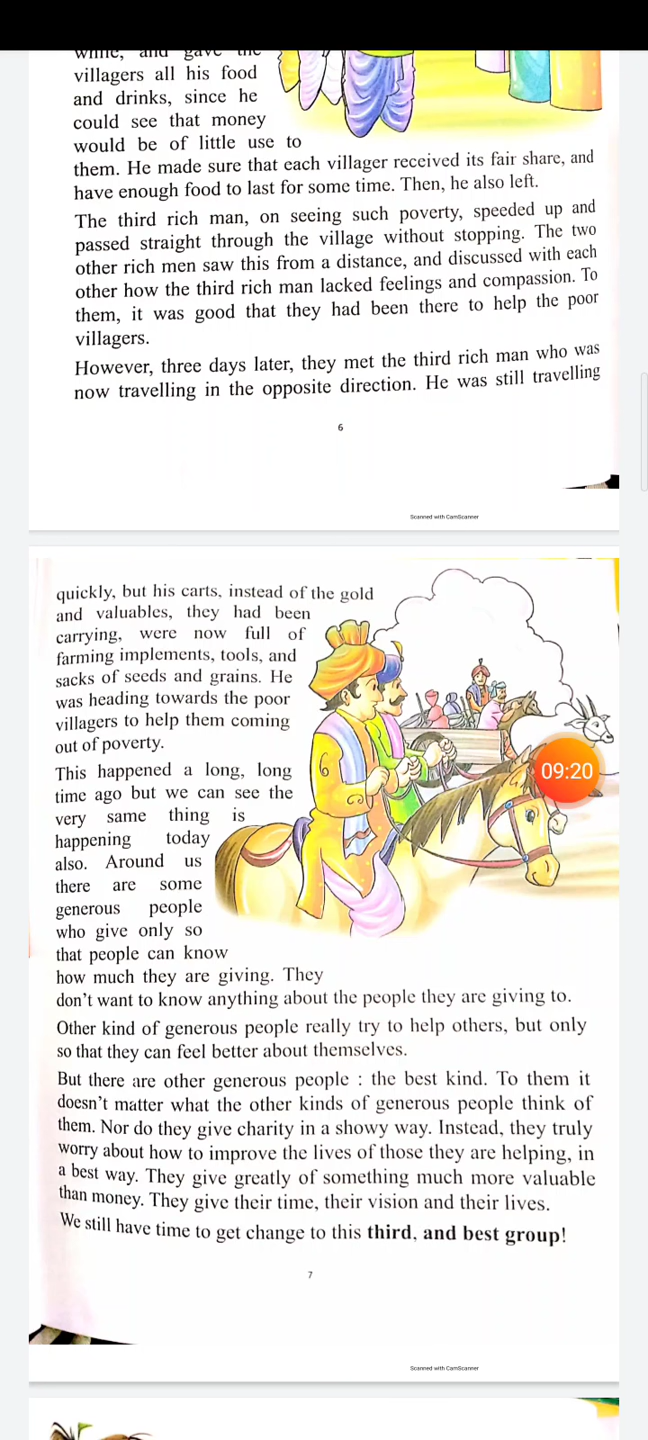 while, and gave the
villagers all his food
and drinks, since he
could see that money
would be of little use to
them. He made sure that each villager received its fair share, and
have enough food to last for some time. Then, he also left.
The third rich man, on seeing such poverty, speeded up and
passed straight through the village without stopping. The two
other rich men saw this from a distance, and discussed with each
other how the third rich man lacked feelings and compassion. To
them, it was good that they had been there to help the poor
villagers.
However, three days later, they met the third rich man who was
now travelling in the opposite direction. He was still travelling
6
Scanned with CamScanner
quickly, but his carts, instead of the gold
and valuables, they had been
carrying, were now full of
farming implements, tools, and
sacks of seeds and grains. He
was heading towards the poor
villagers to help them coming
out of poverty.
09:20
This happened a long, long
time ago but we can see the
very same thing is
happening today
also. Around us
there are some
generous people
who give only so
that people can know
how much they are giving. They
don't want to know anything about the people they are giving to.
Other kind of generous people really try to help others, but only
so that they can feel better about themselves.
But there are other generous people : the best kind. To them it
doesn't matter what the other kinds of generous people think of
them. Nor do they give charity in a showy way. Instead, they truly
worry about how to improve the lives of those they are helping, in
a best way. They give greatly of something much more valuable
than money. They give their time, their vision and their lives.
We still have time to get change to this third, and best group!
7
Scanned with CamScanner